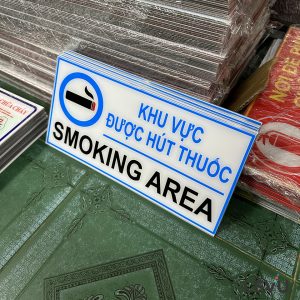 KHU VỰC
ĐƯỢC HÚT THUỐC
SMOKING AREA